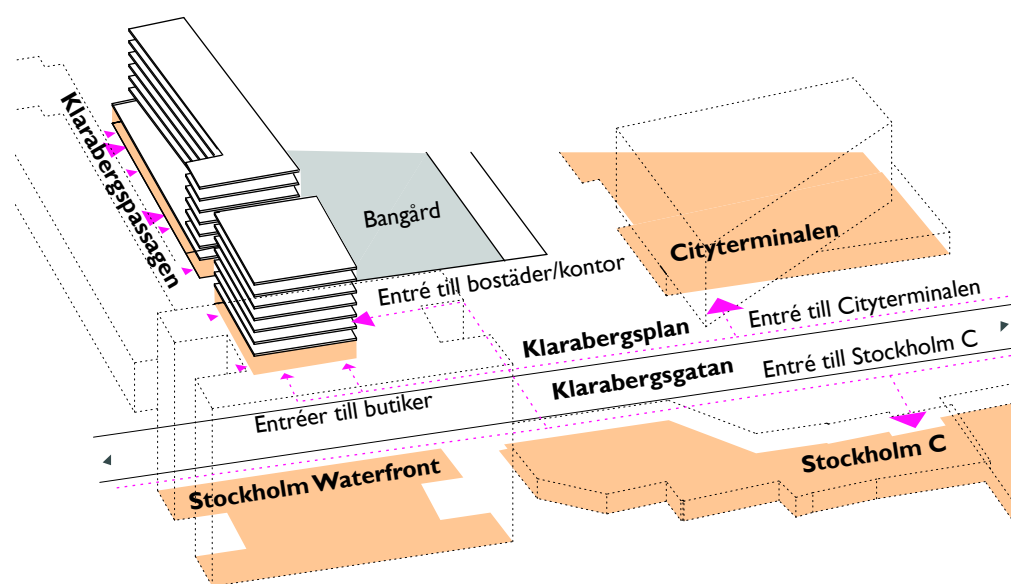 Klarabergspassagen
Bangård
Cityterminalen
Entré till bostäder/kontor
Entré till Cityterminalen
Klarabergsplan
Klarabergsgatan
Entré till Stockholm C
Entréer till butiker
Stockholm Waterfront
Stockholm C